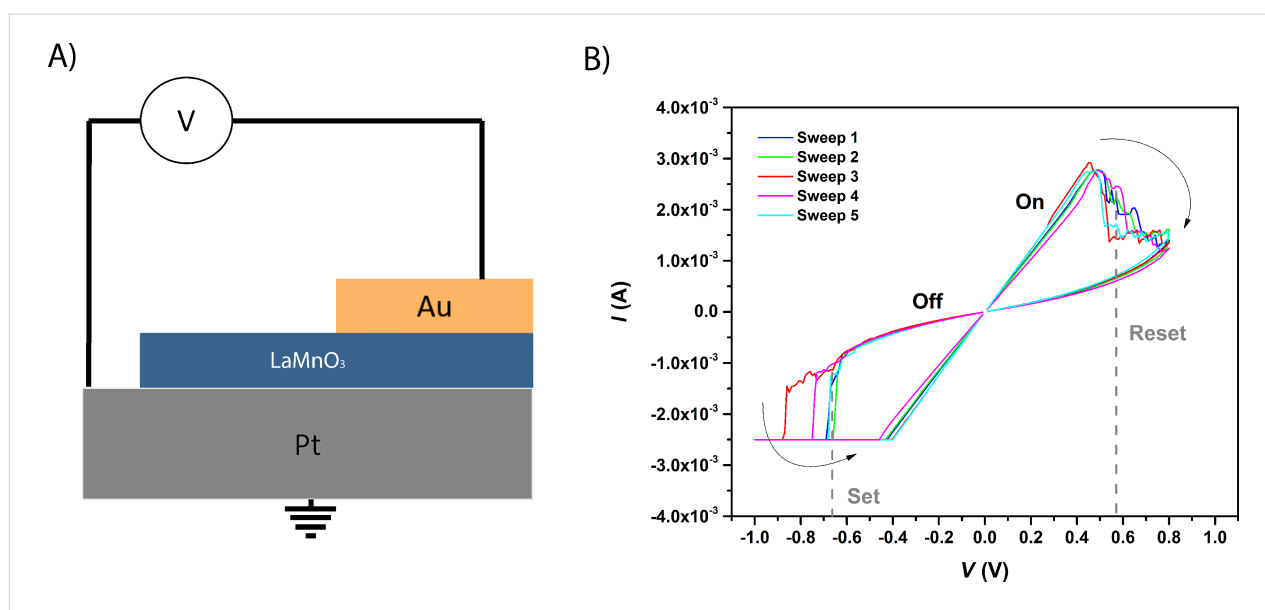 A)
V
Au
LaMnO₃
Pt
B)
4.0x10⁻³
3.0x10⁻³
2.0x10⁻³
1.0x10⁻³
0.0
-1.0x10⁻³
-2.0x10⁻³
-3.0x10⁻³
-4.0x10⁻³
I (A)
Sweep 1
Sweep 2
Sweep 3
Sweep 4
Sweep 5
On
Off
Reset
Set
-1.0 -0.8 -0.6 -0.4 -0.2 0.0 0.2 0.4 0.6 0.8 1.0
V (V)